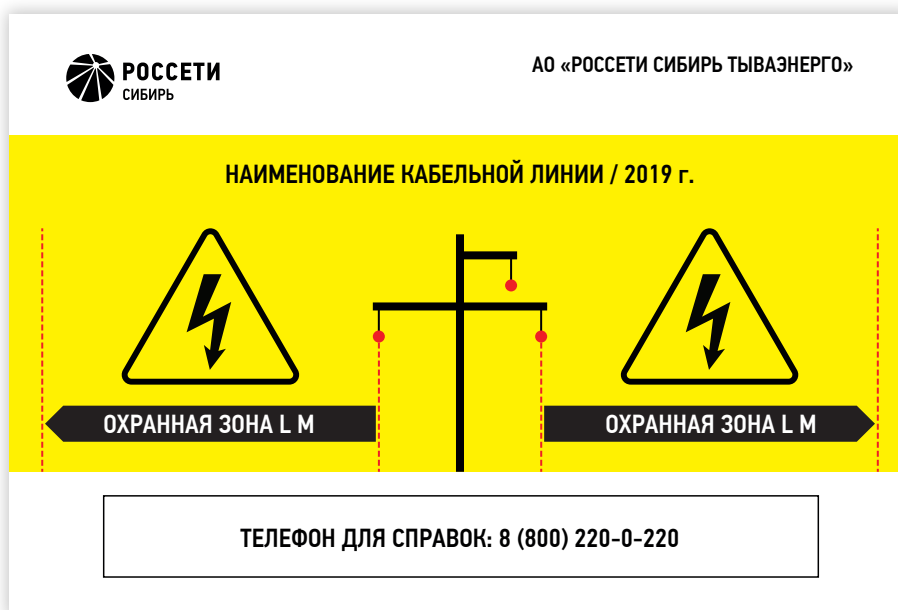 РОССЕТИ
СИБИРЬ
АО «РОССЕТИ СИБИРЬ ТЫВАЭНЕРГО»
НАИМЕНОВАНИЕ КАБЕЛЬНОЙ ЛИНИИ / 2019 г.
ОХРАННАЯ ЗОНА L М
ОХРАННАЯ ЗОНА L М
ТЕЛЕФОН ДЛЯ СПРАВОК: 8 (800) 220-0-220